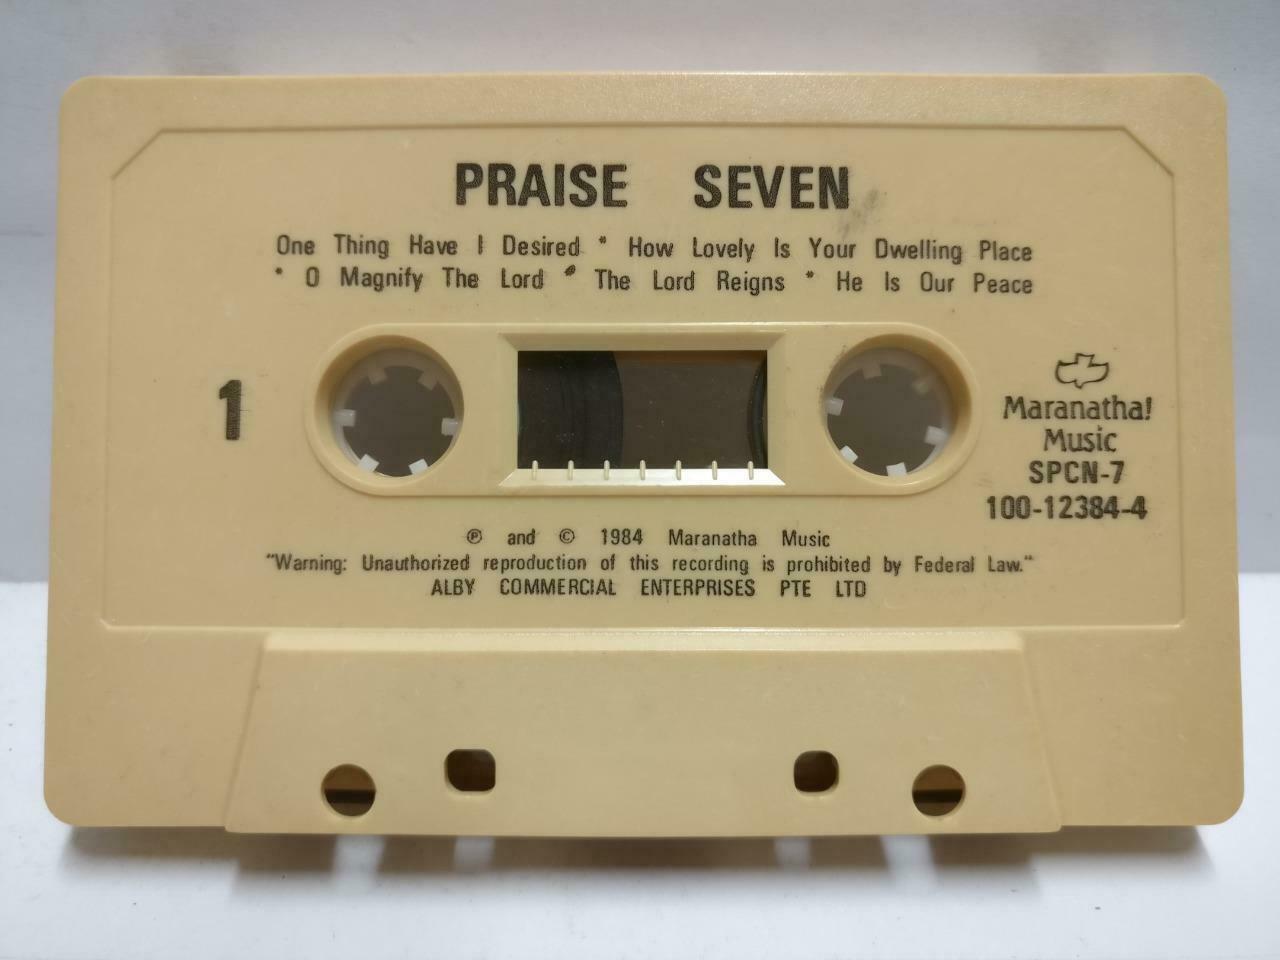 PRAISE SEVEN
One Thing Have I Desired * How Lovely Is Your Dwelling Place
* O Magnify The Lord * The Lord Reigns * He Is Our Peace
1
Maranatha!
Music
SPCN-7
100-12384-4
℗ and © 1984 Maranatha Music
"Warning: Unauthorized reproduction of this recording is prohibited by Federal Law."
ALBY COMMERCIAL ENTERPRISES PTE LTD